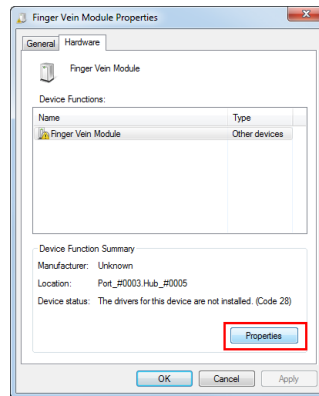 Finger Vein Module Properties
General Hardware
Finger Vein Module
Device Functions:
Name Type
Finger Vein Module Other devices
Device Function Summary
Manufacturer: Unknown
Location: Port_#0003.Hub_#0005
Device status: The drivers for this device are not installed. (Code 28)
Properties
OK Cancel Apply